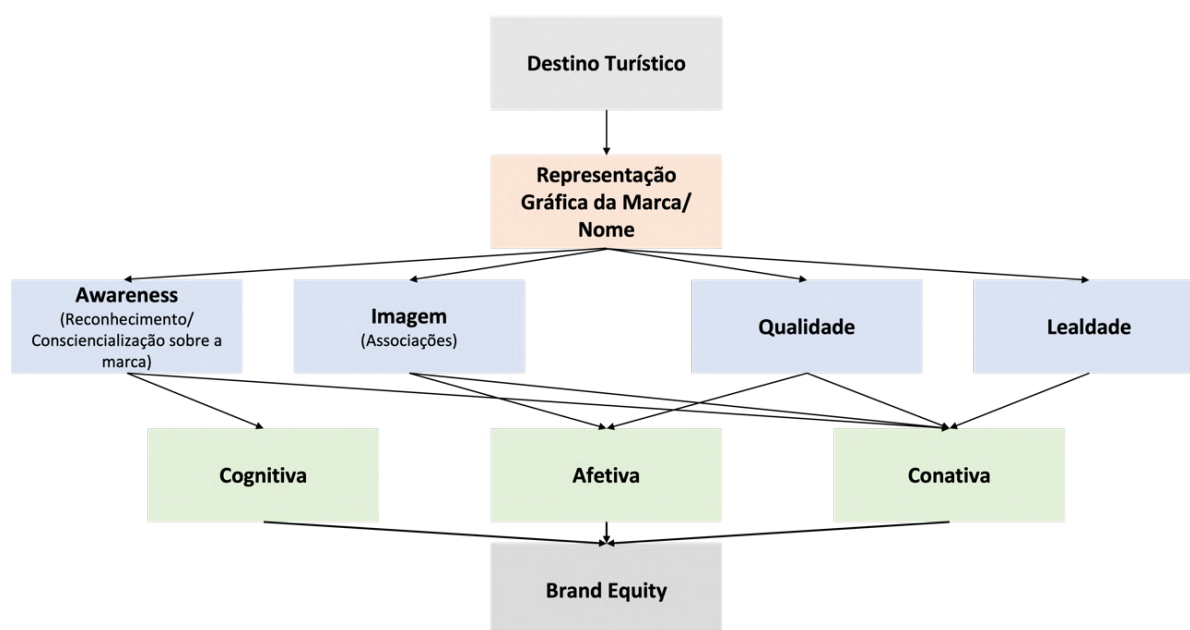 Destino Turístico
Representação
Gráfica da Marca/
Nome
Awareness
(Reconhecimento/
Consciencialização sobre a
marca)
Imagem
(Associações)
Qualidade
Lealdade
Cognitiva
Afetiva
Conativa
Brand Equity